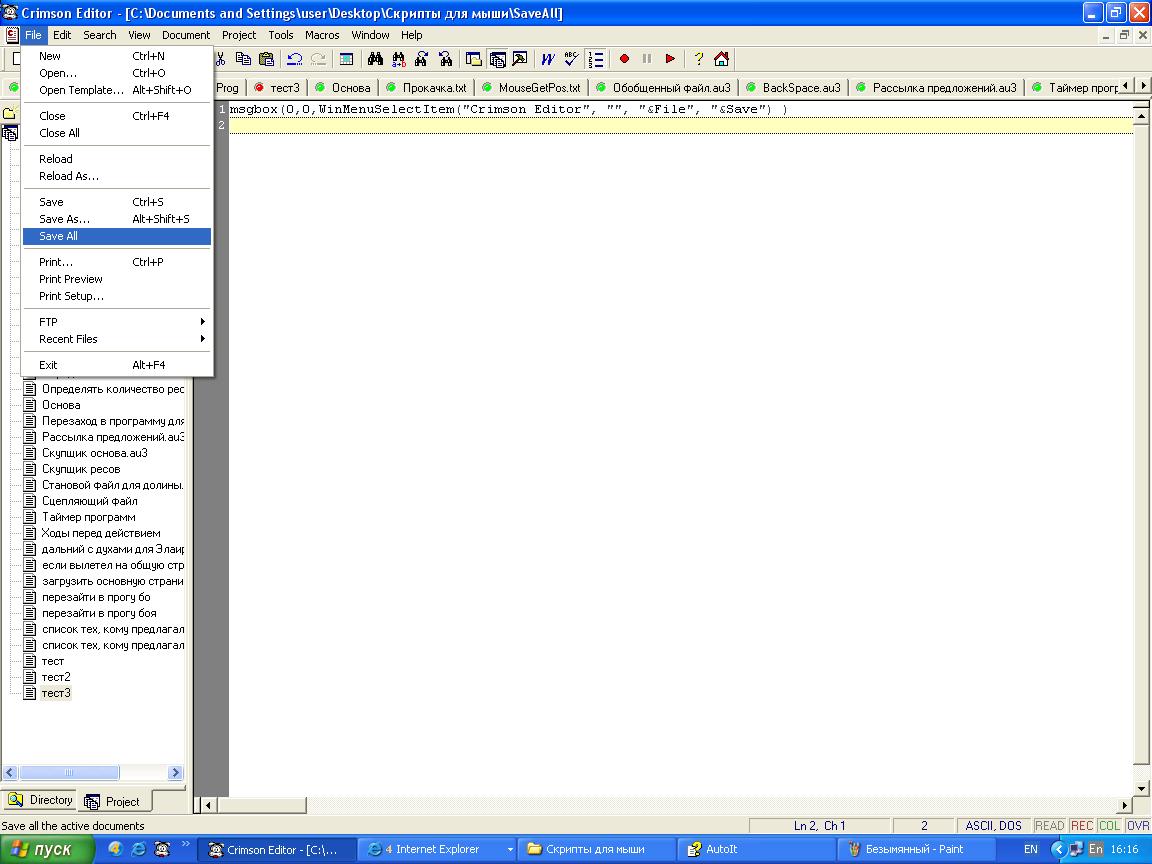 Crimson Editor - [C:\Documents and Settings\user\Desktop\Скрипты для мыши\SaveAll]
File Edit Search View Document Project Tools Macros Window Help
New Ctrl+N
Open... Ctrl+O
Open Template... Alt+Shift+O
Close Ctrl+F4
Close All
Reload
Reload As...
Save Ctrl+S
Save As... Alt+Shift+S
Save All
Print... Ctrl+P
Print Preview
Print Setup...
FTP
Recent Files
Exit Alt+F4
Prog тест3 Основа Прокачка.txt MouseGetPos.txt Обобщенный файл.au3 BackSpace.au3 Рассылка предложений.au3 Таймер прогр
1 msgbox(0,0,WinMenuSelectItem("Crimson Editor", "", "&File", "&Save") )
2
Определять количество рес
Основа
Перезаход в программу для
Рассылка предложений.au3
Скупщик основа.au3
Скупщик ресов
Становой файл для долины.
Сцепляющий файл
Таймер программ
Ходы перед действием
дальний с духами для Элаир
если вылетел на общую стр
загрузить основную страни
перезайти в прогу бо
перезайти в прогу боя
список тех, кому предлагал
список тех, кому предлагал
тест
тест2
тест3
Directory Project
Save all the active documents Ln 2, Ch 1 2 ASCII, DOS READ REC COL OVR
пуск Crimson Editor - [C:\... 4 Internet Explorer Скрипты для мыши AutoIt Безымянный - Paint EN En 16:16